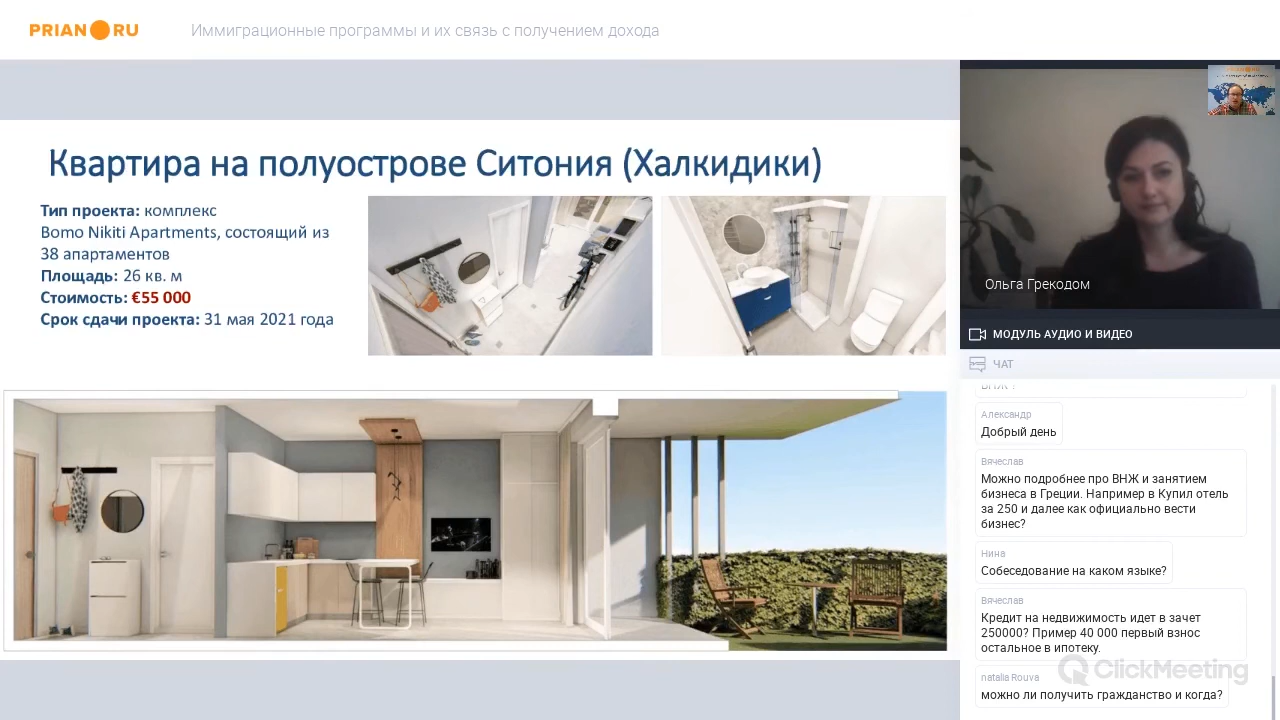 PRIAN RU
Иммиграционные программы и их связь с получением дохода
Квартира на полуострове Ситония (Халкидики)
Тип проекта: комплекс
Bomo Nikiti Apartments, состоящий из
38 апартаментов
Площадь: 26 кв. м
Стоимость: €55 000
Срок сдачи проекта: 31 мая 2021 года
Ольга Грекодом
МОДУЛЬ АУДИО И ВИДЕО
ЧАТ
ВНЖ ?
Александр
Добрый день
Вячеслав
Можно подробнее про ВНЖ и занятием
бизнеса в Греции. Например в Купил отель
за 250 и далее как официально вести
бизнес?
Нина
Собеседование на каком языке?
Вячеслав
Кредит на недвижимость идет в зачет
250000? Пример 40 000 первый взнос
остальное в ипотеку.
natalia Rouva
можно ли получить гражданство и когда?
ClickMeeting